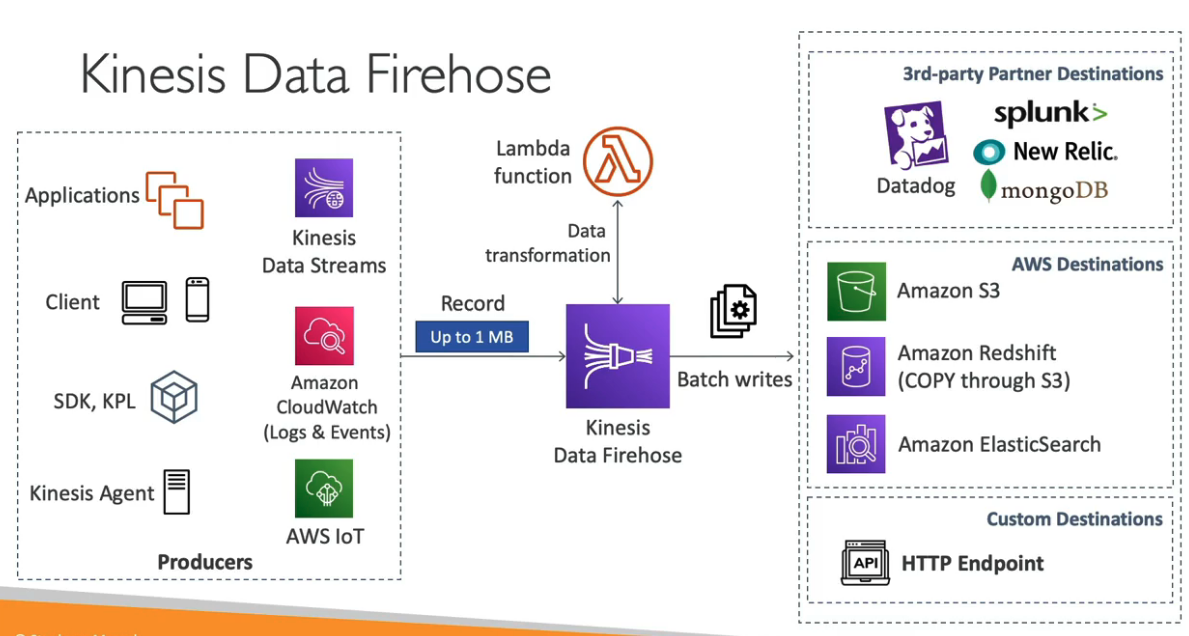 Kinesis Data Firehose
Applications
Client
SDK, KPL
Kinesis Agent
Kinesis
Data Streams
Amazon
CloudWatch
(Logs & Events)
AWS IoT
Producers
Record
Up to 1 MB
Lambda
function
Data
transformation
Kinesis
Data Firehose
Batch writes
3rd-party Partner Destinations
Datadog
splunk>
New Relic.
mongoDB
AWS Destinations
Amazon S3
Amazon Redshift
(COPY through S3)
Amazon ElasticSearch
Custom Destinations
API
HTTP Endpoint